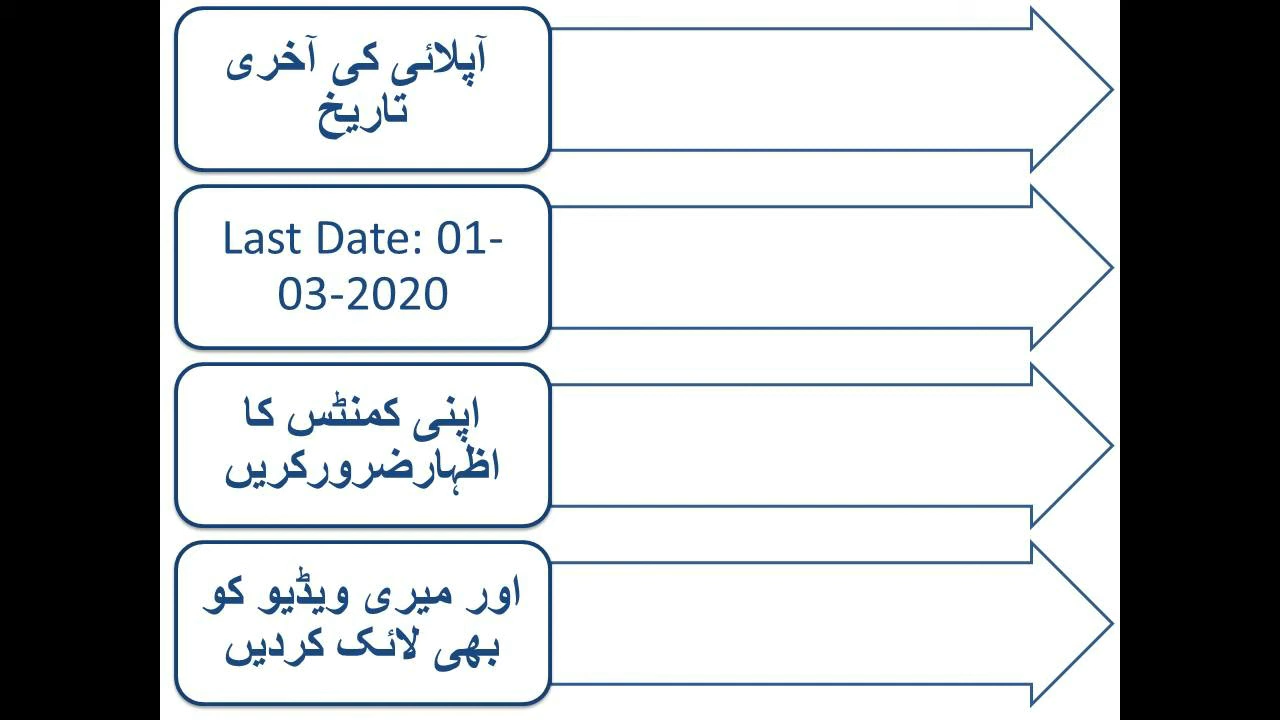 آپلائی کی آخری
تاریخ
Last Date: 01-
03-2020
اپنی کمنٹس کا
اظہارضرورکریں
اور میری ویڈیو کو
بھی لائک کردیں